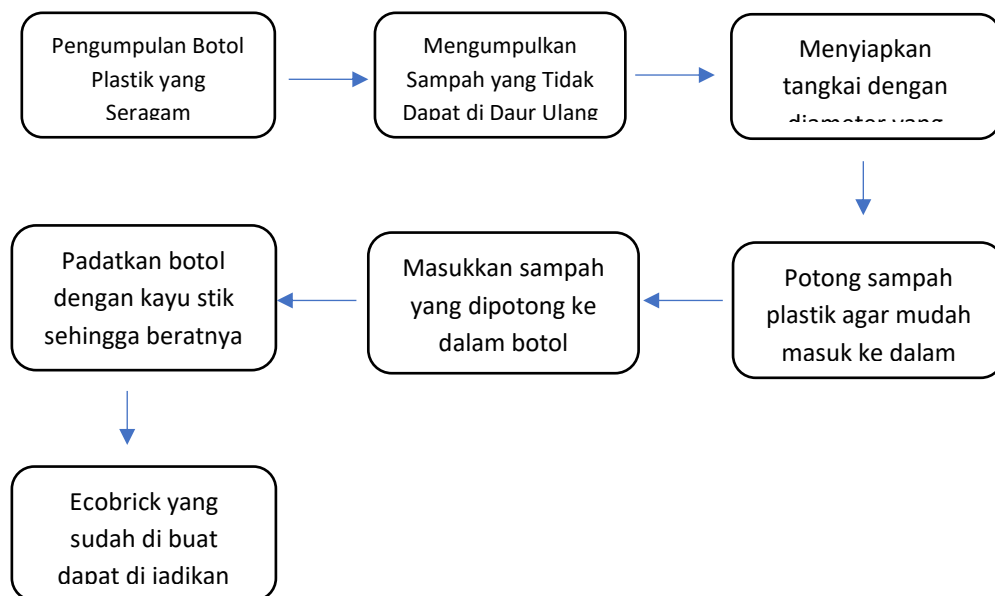 Pengumpulan Botol
Plastik yang
Seragam
Mengumpulkan
Sampah yang Tidak
Dapat di Daur Ulang
Menyiapkan
tangkai dengan
diameter yang
Potong sampah
plastik agar mudah
masuk ke dalam
Masukkan sampah
yang dipotong ke
dalam botol
Padatkan botol
dengan kayu stik
sehingga beratnya
Ecobrick yang
sudah di buat
dapat di jadikan